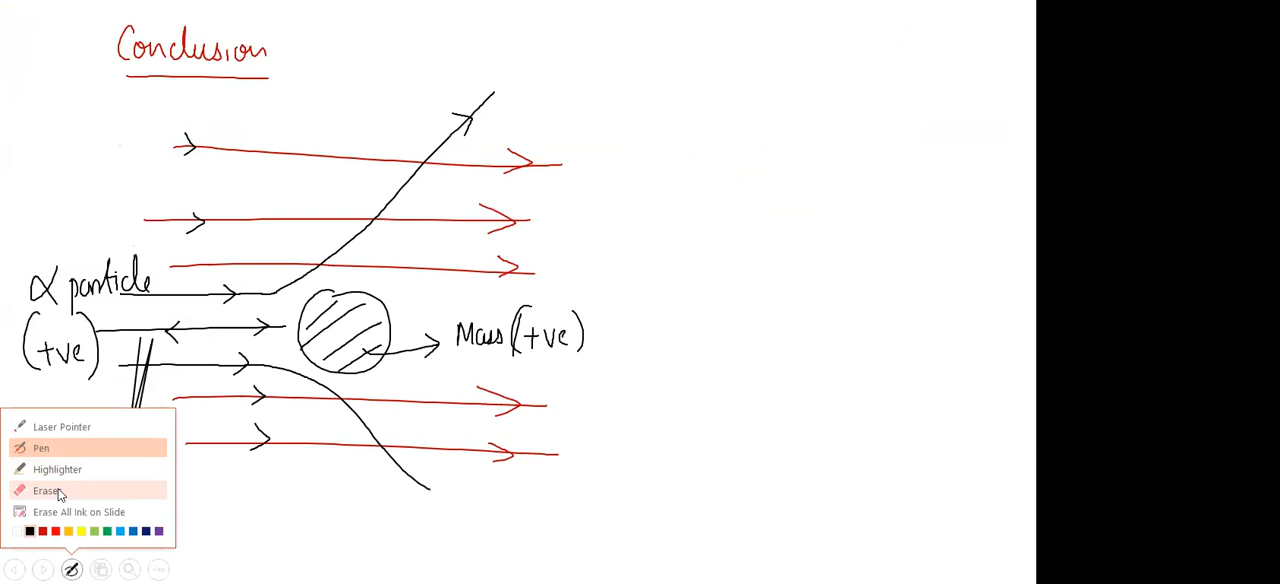 Conclusion
α particle
(+ve)
Mass (+ve)
Laser Pointer
Pen
Highlighter
Eraser
Erase All Ink on Slide